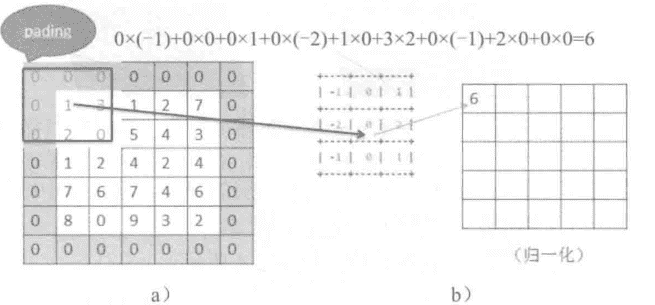 pading
0×(−1)+0×0+0×1+0×(−2)+1×0+3×2+0×(−1)+2×0+0×0=6
0 0 0 0 0 0 0
0 1 3 1 2 7 0
0 2 0 5 4 3 0
0 1 2 4 2 4 0
0 7 6 7 4 6 0
0 8 0 9 3 2 0
0 0 0 0 0 0 0
-1 0 1
-2 0 2
-1 0 1
6
（归一化）
a）
b）